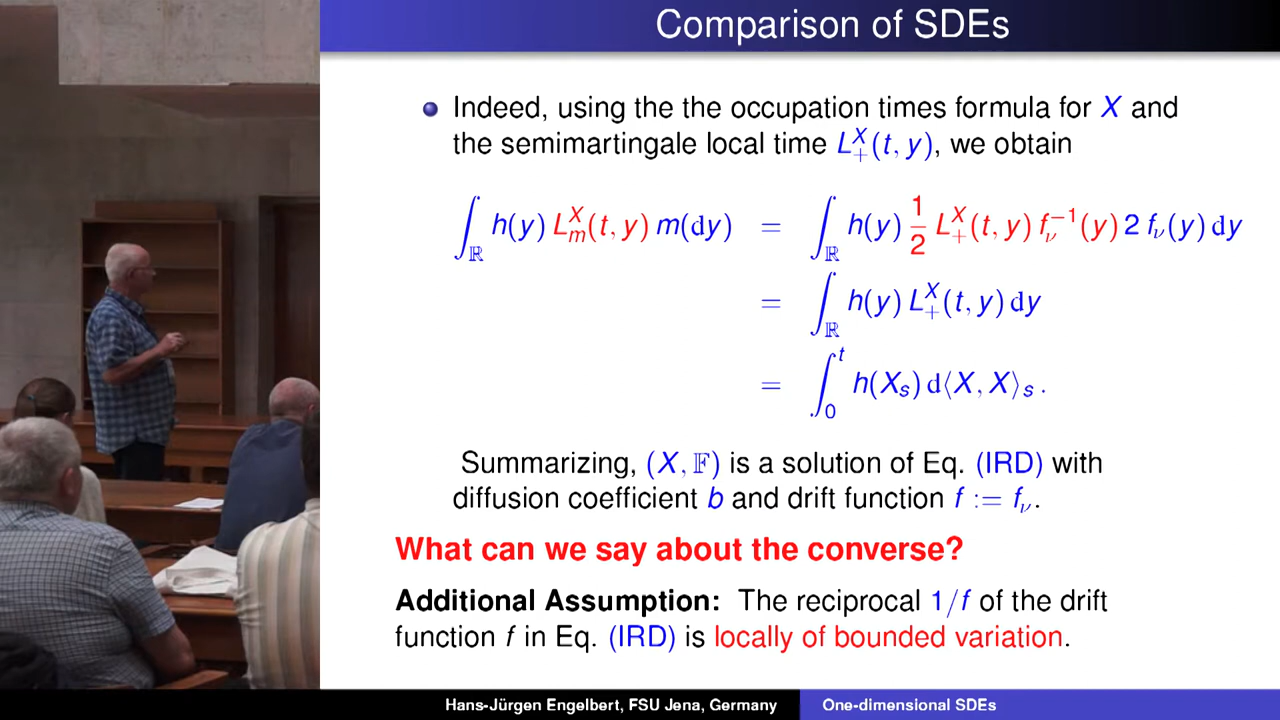 Comparison of SDEs
Indeed, using the the occupation times formula for X and
the semimartingale local time L₊ˣ(t, y), we obtain
∫_ℝ h(y) L_m^X(t, y) m(dy) = ∫_ℝ h(y) 1/2 L_+^X(t, y) f_ν^{-1}(y) 2 f_ν(y) dy
= ∫_ℝ h(y) L_+^X(t, y) dy
= ∫_0^t h(X_s) d⟨X, X⟩_s .
Summarizing, (X, 𝔽) is a solution of Eq. (IRD) with
diffusion coefficient b and drift function f := f_ν.
What can we say about the converse?
Additional Assumption: The reciprocal 1/f of the drift
function f in Eq. (IRD) is locally of bounded variation.
Hans-Jürgen Engelbert, FSU Jena, Germany
One-dimensional SDEs